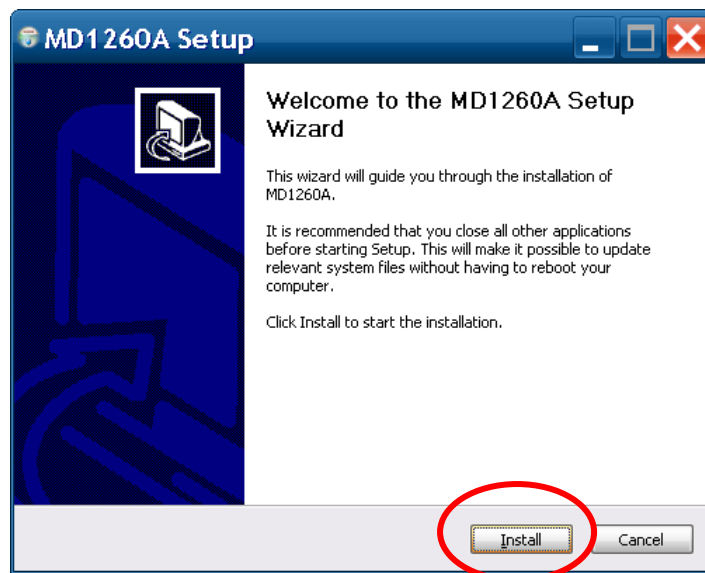 MD1260A Setup
Welcome to the MD1260A Setup
Wizard
This wizard will guide you through the installation of
MD1260A.
It is recommended that you close all other applications
before starting Setup. This will make it possible to update
relevant system files without having to reboot your
computer.
Click Install to start the installation.
Install
Cancel